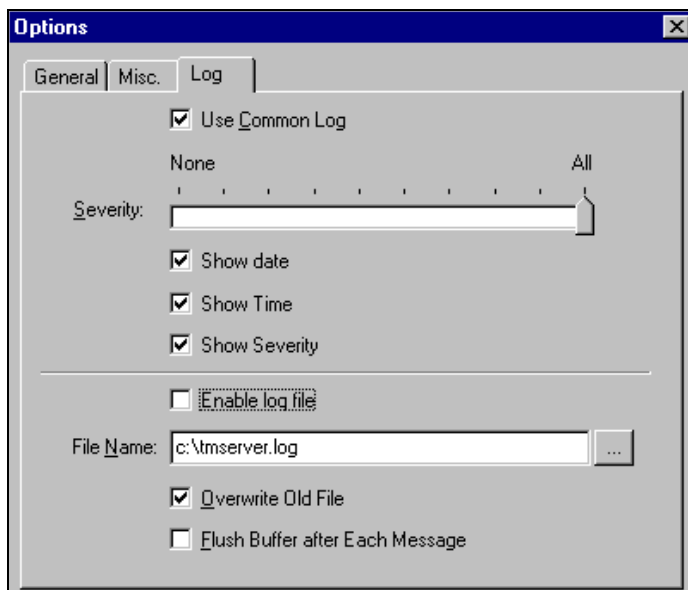 Options
General Misc. Log
Use Common Log
None All
Severity:
Show date
Show Time
Show Severity
Enable log file
File Name: c:\tmserver.log ...
Overwrite Old File
Flush Buffer after Each Message